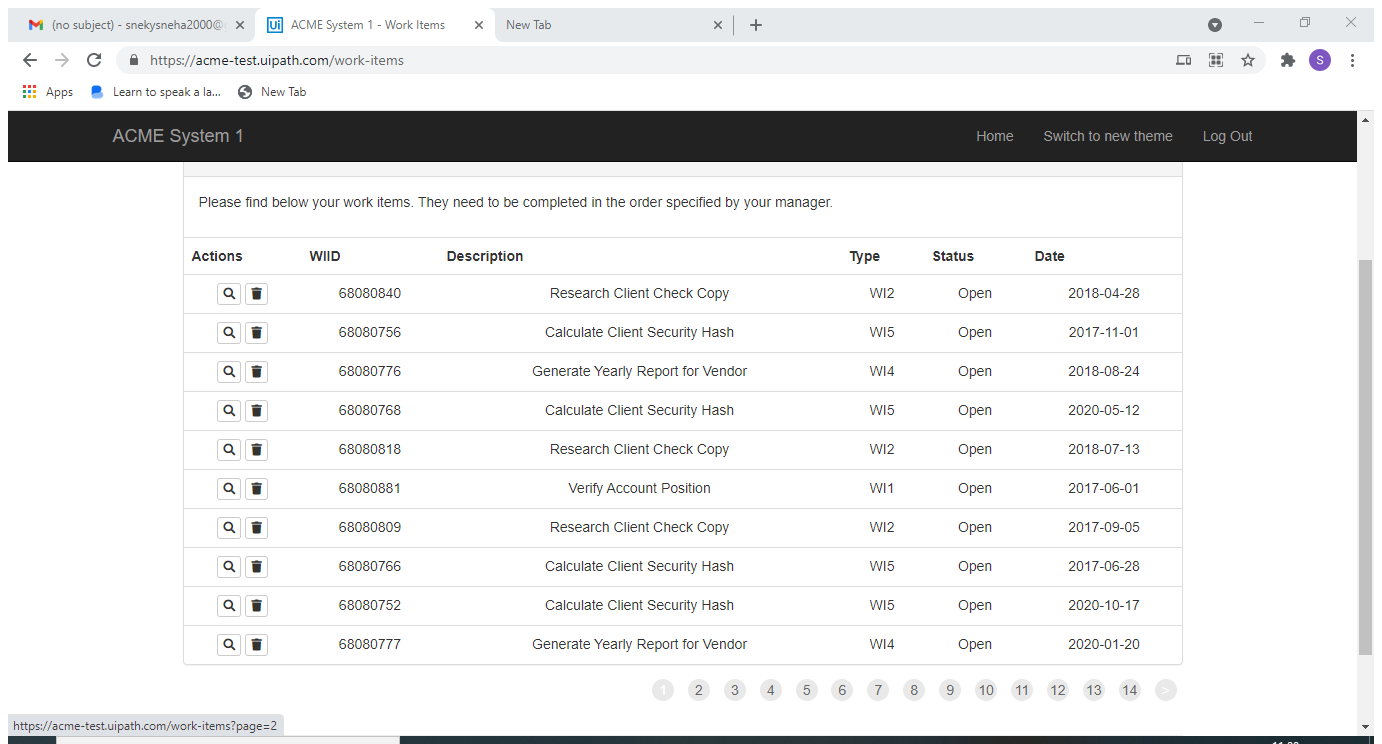 (no subject) - snekysneha2000@
Ui ACME System 1 - Work Items
New Tab
https://acme-test.uipath.com/work-items
S
Apps Learn to speak a la... New Tab
ACME System 1 Home Switch to new theme Log Out
Please find below your work items. They need to be completed in the order specified by your manager.
Actions WIID Description Type Status Date
68080840 Research Client Check Copy WI2 Open 2018-04-28
68080756 Calculate Client Security Hash WI5 Open 2017-11-01
68080776 Generate Yearly Report for Vendor WI4 Open 2018-08-24
68080768 Calculate Client Security Hash WI5 Open 2020-05-12
68080818 Research Client Check Copy WI2 Open 2018-07-13
68080881 Verify Account Position WI1 Open 2017-06-01
68080809 Research Client Check Copy WI2 Open 2017-09-05
68080766 Calculate Client Security Hash WI5 Open 2017-06-28
68080752 Calculate Client Security Hash WI5 Open 2020-10-17
68080777 Generate Yearly Report for Vendor WI4 Open 2020-01-20
1 2 3 4 5 6 7 8 9 10 11 12 13 14 >
https://acme-test.uipath.com/work-items?page=2